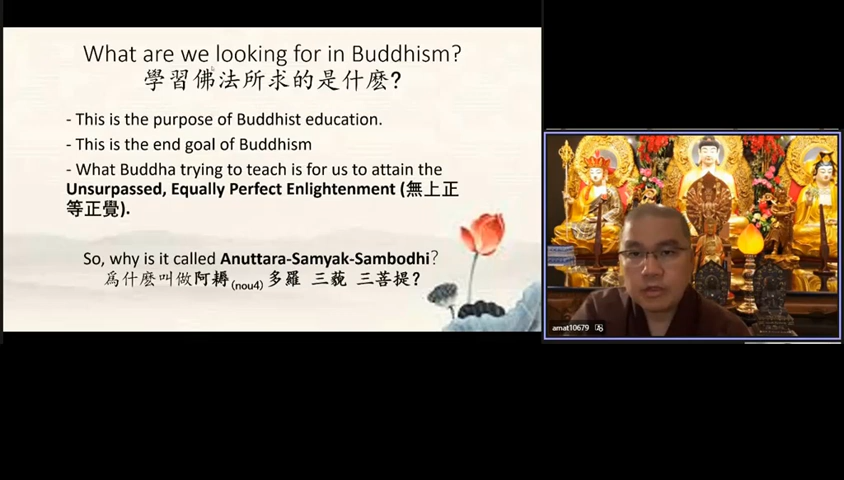 What are we looking for in Buddhism?
學習佛法所求的是什麽?
- This is the purpose of Buddhist education.
- This is the end goal of Buddhism
- What Buddha trying to teach is for us to attain the
Unsurpassed, Equally Perfect Enlightenment (無上正
等正覺).
So, why is it called Anuttara-Samyak-Sambodhi?
為什麽叫做阿耨(nou4) 多羅 三藐 三菩提?
amat10679